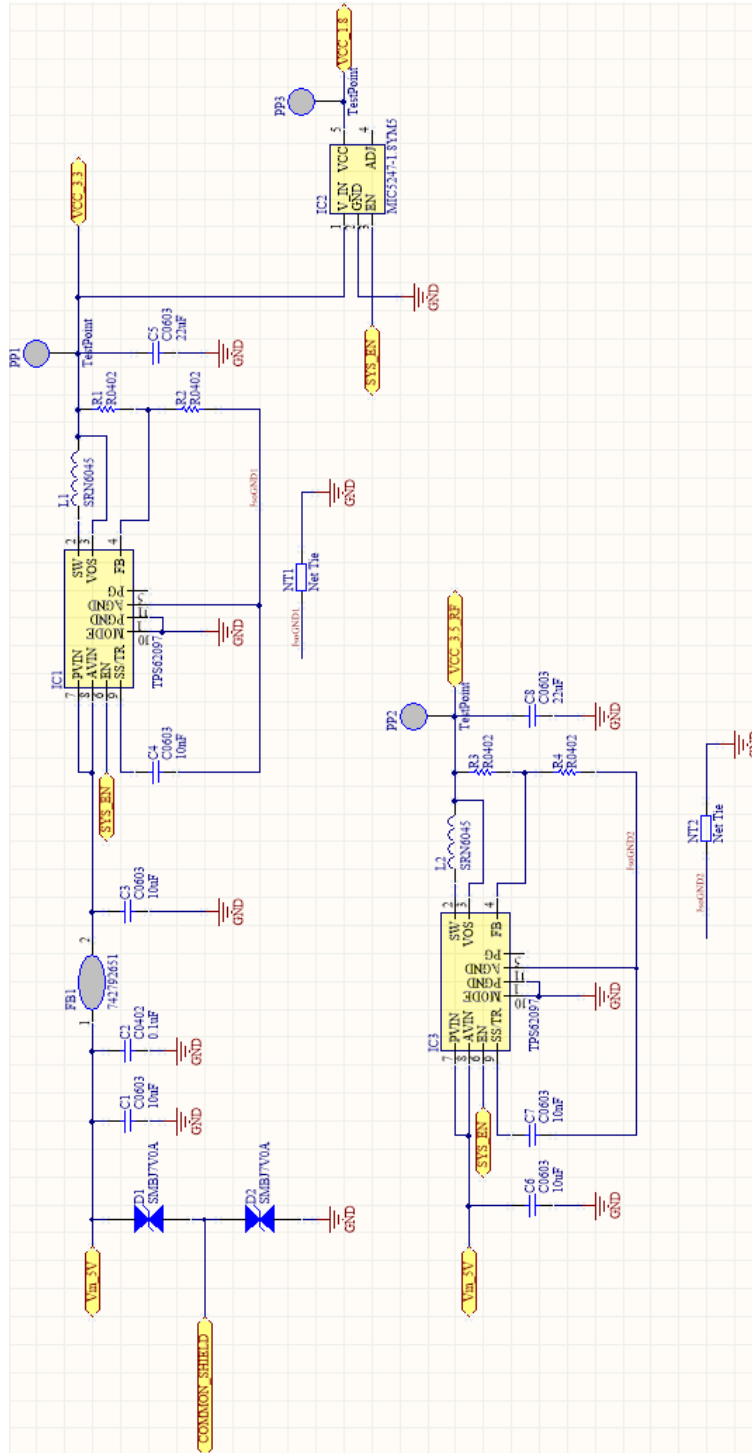 Vin_5V
COMMON_SHIELD
D1
SMBJ7V0A
D2
SMBJ7V0A
GND
C1
C0603
10uF
GND
C2
C0402
0.1uF
GND
FB1
742792651
1
2
C3
C0603
10uF
GND
SYS_EN
C4
C0603
10nF
IC1
7 PVIN
8 AVIN
6 EN
9 SS/TR
SW 2
VOS 3
FB 4
PG
AGND
PGND
MODE
10
TPS62097
GND
L1
SRN6045
R1
R0402
R2
R0402
IsoGND1
PP1
TestPoint
C5
C0603
22uF
GND
VCC_3.3
IsoGND1
NT1
Net Tie
GND
SYS_EN
GND
IC2
1 V_IN
2 GND
3 EN
VCC 5
ADJ 4
MIC5247-1.8YM5
PP3
TestPoint
VCC_1.8
Vin_5V
C6
C0603
10uF
GND
SYS_EN
C7
C0603
10nF
IC3
7 PVIN
8 AVIN
6 EN
9 SS/TR
SW 2
VOS 3
FB 4
PG
AGND
PGND
MODE
10
TPS62097
GND
L2
SRN6045
R3
R0402
R4
R0402
IsoGND2
PP2
TestPoint
C8
C0603
22uF
GND
VCC_3.5_RF
IsoGND2
NT2
Net Tie
GND